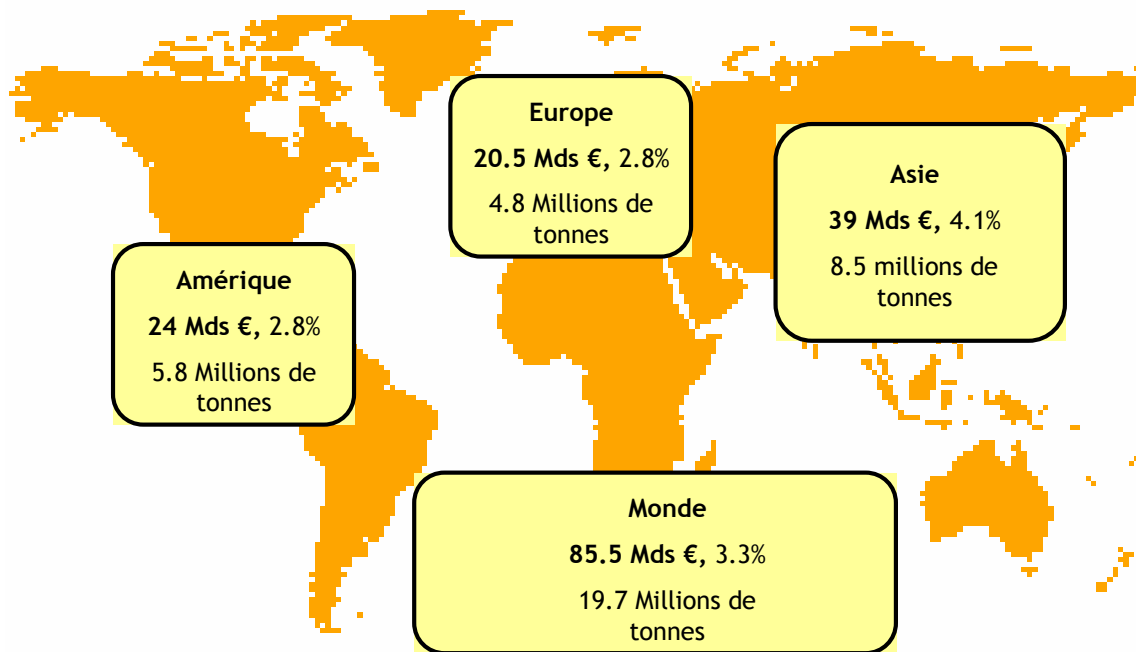 Europe
20.5 Mds €, 2.8%
4.8 Millions de
tonnes
Asie
39 Mds €, 4.1%
8.5 millions de
tonnes
Amérique
24 Mds €, 2.8%
5.8 Millions de
tonnes
Monde
85.5 Mds €, 3.3%
19.7 Millions de
tonnes